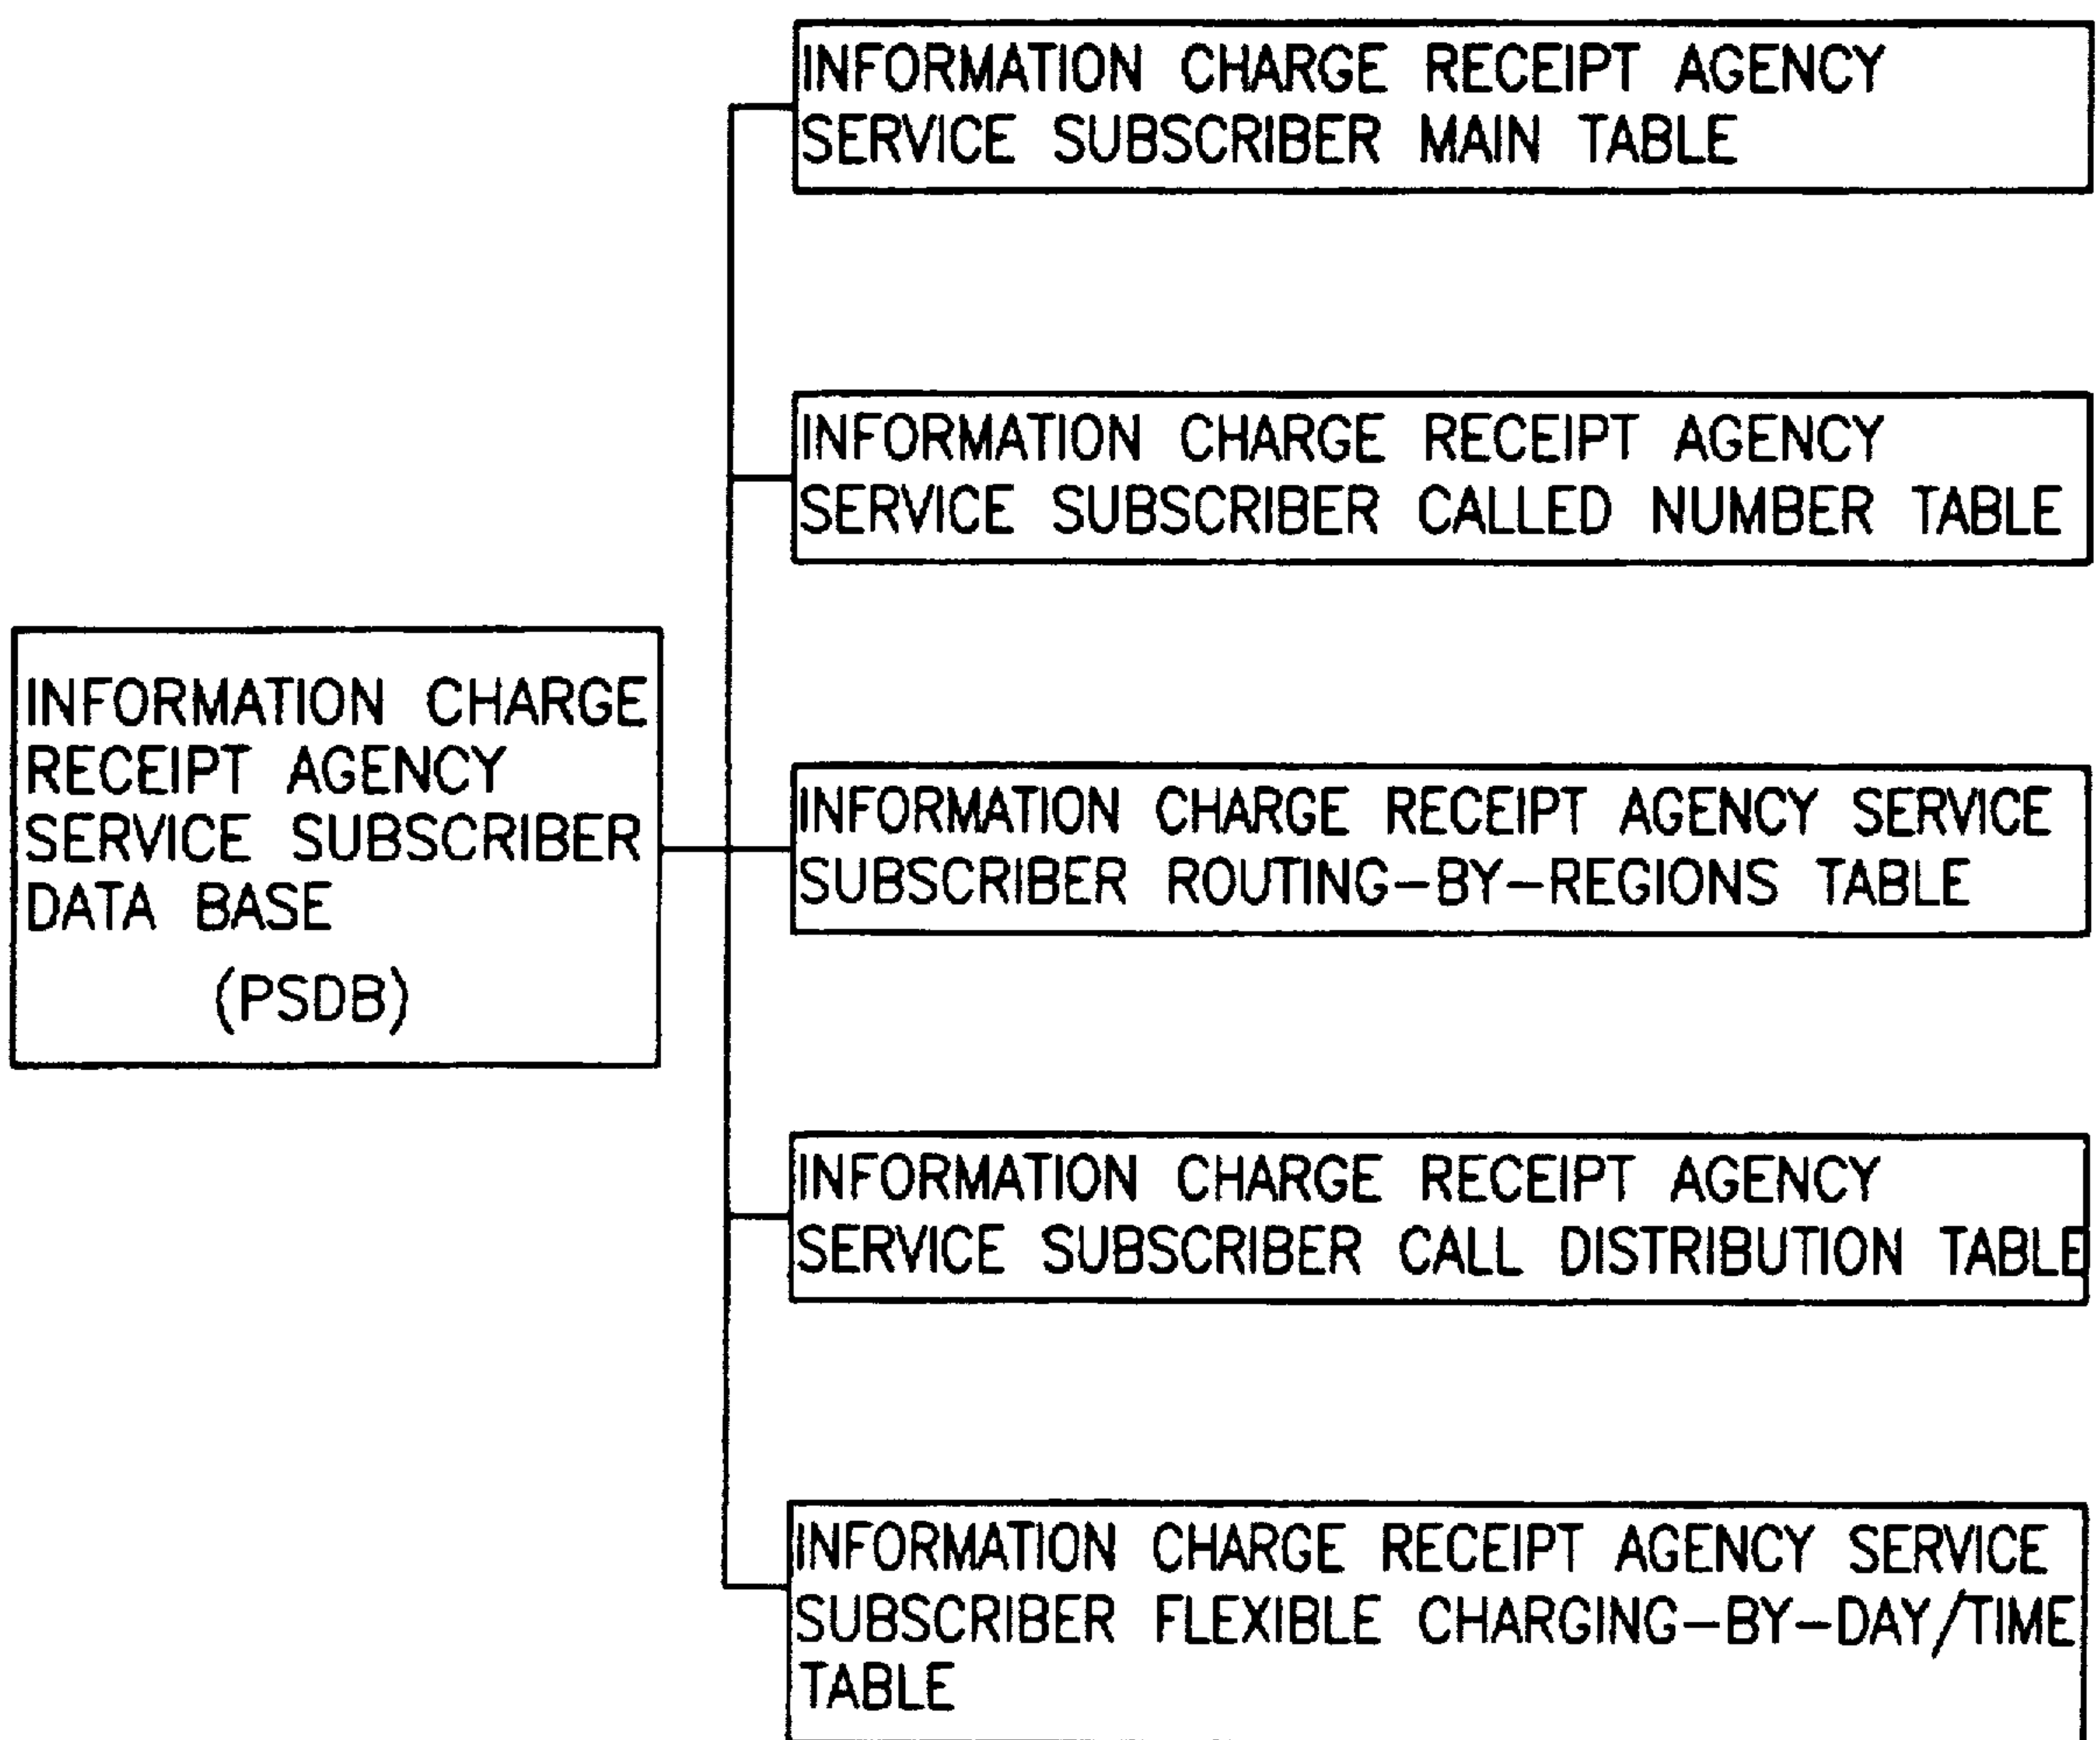 INFORMATION CHARGE RECEIPT AGENCY
SERVICE SUBSCRIBER MAIN TABLE
INFORMATION CHARGE RECEIPT AGENCY
SERVICE SUBSCRIBER CALLED NUMBER TABLE
INFORMATION CHARGE
RECEIPT AGENCY
SERVICE SUBSCRIBER
DATA BASE
(PSDB)
INFORMATION CHARGE RECEIPT AGENCY SERVICE
SUBSCRIBER ROUTING-BY-REGIONS TABLE
INFORMATION CHARGE RECEIPT AGENCY
SERVICE SUBSCRIBER CALL DISTRIBUTION TABLE
INFORMATION CHARGE RECEIPT AGENCY SERVICE
SUBSCRIBER FLEXIBLE CHARGING-BY-DAY/TIME
TABLE